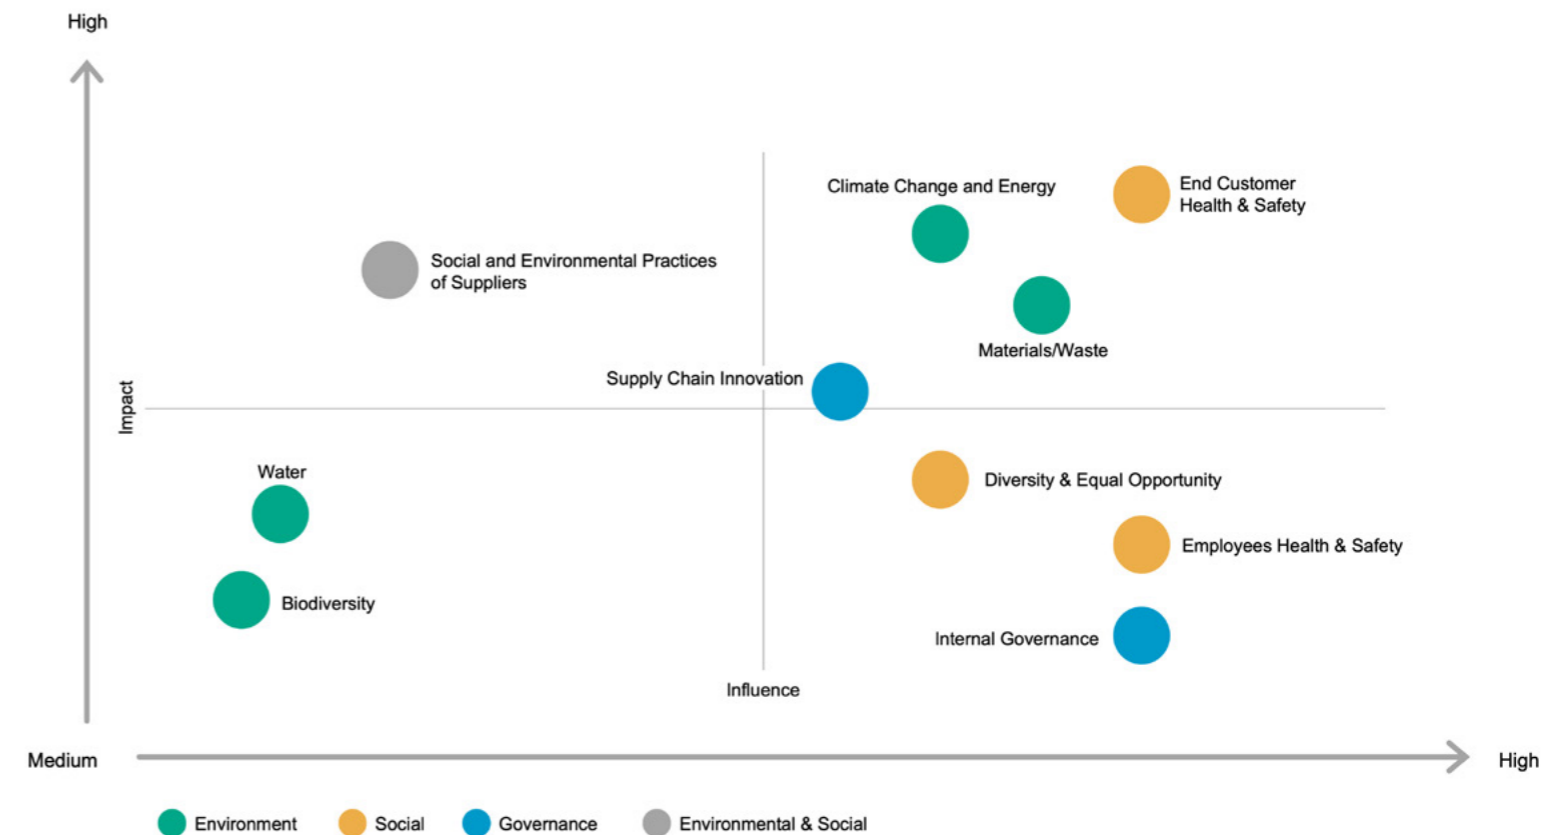 High
Climate Change and Energy
End Customer
Health & Safety
Social and Environmental Practices
of Suppliers
Materials/Waste
Supply Chain Innovation
Impact
Water
Diversity & Equal Opportunity
Employees Health & Safety
Biodiversity
Internal Governance
Influence
Medium
High
Environment
Social
Governance
Environmental & Social